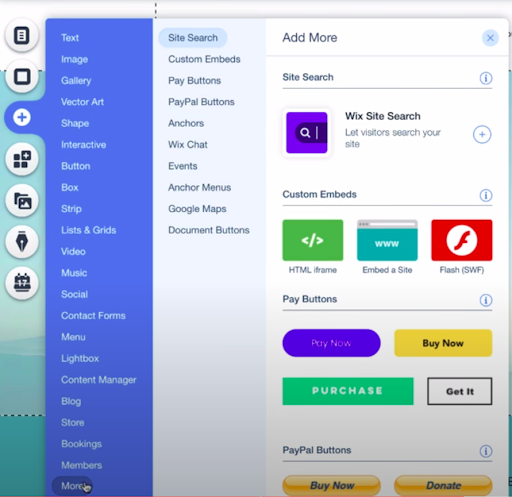 Text
Image
Gallery
Vector Art
Shape
Interactive
Button
Box
Strip
Lists & Grids
Video
Music
Social
Contact Forms
Menu
Lightbox
Content Manager
Blog
Store
Bookings
Members
More
Site Search
Custom Embeds
Pay Buttons
PayPal Buttons
Anchors
Wix Chat
Events
Anchor Menus
Google Maps
Document Buttons
Add More
Site Search
Wix Site Search
Let visitors search your
site
Custom Embeds
</>
www
HTML iframe
Embed a Site
Flash (SWF)
Pay Buttons
Pay Now
Buy Now
PURCHASE
Get It
PayPal Buttons
Buy Now
Donate
17